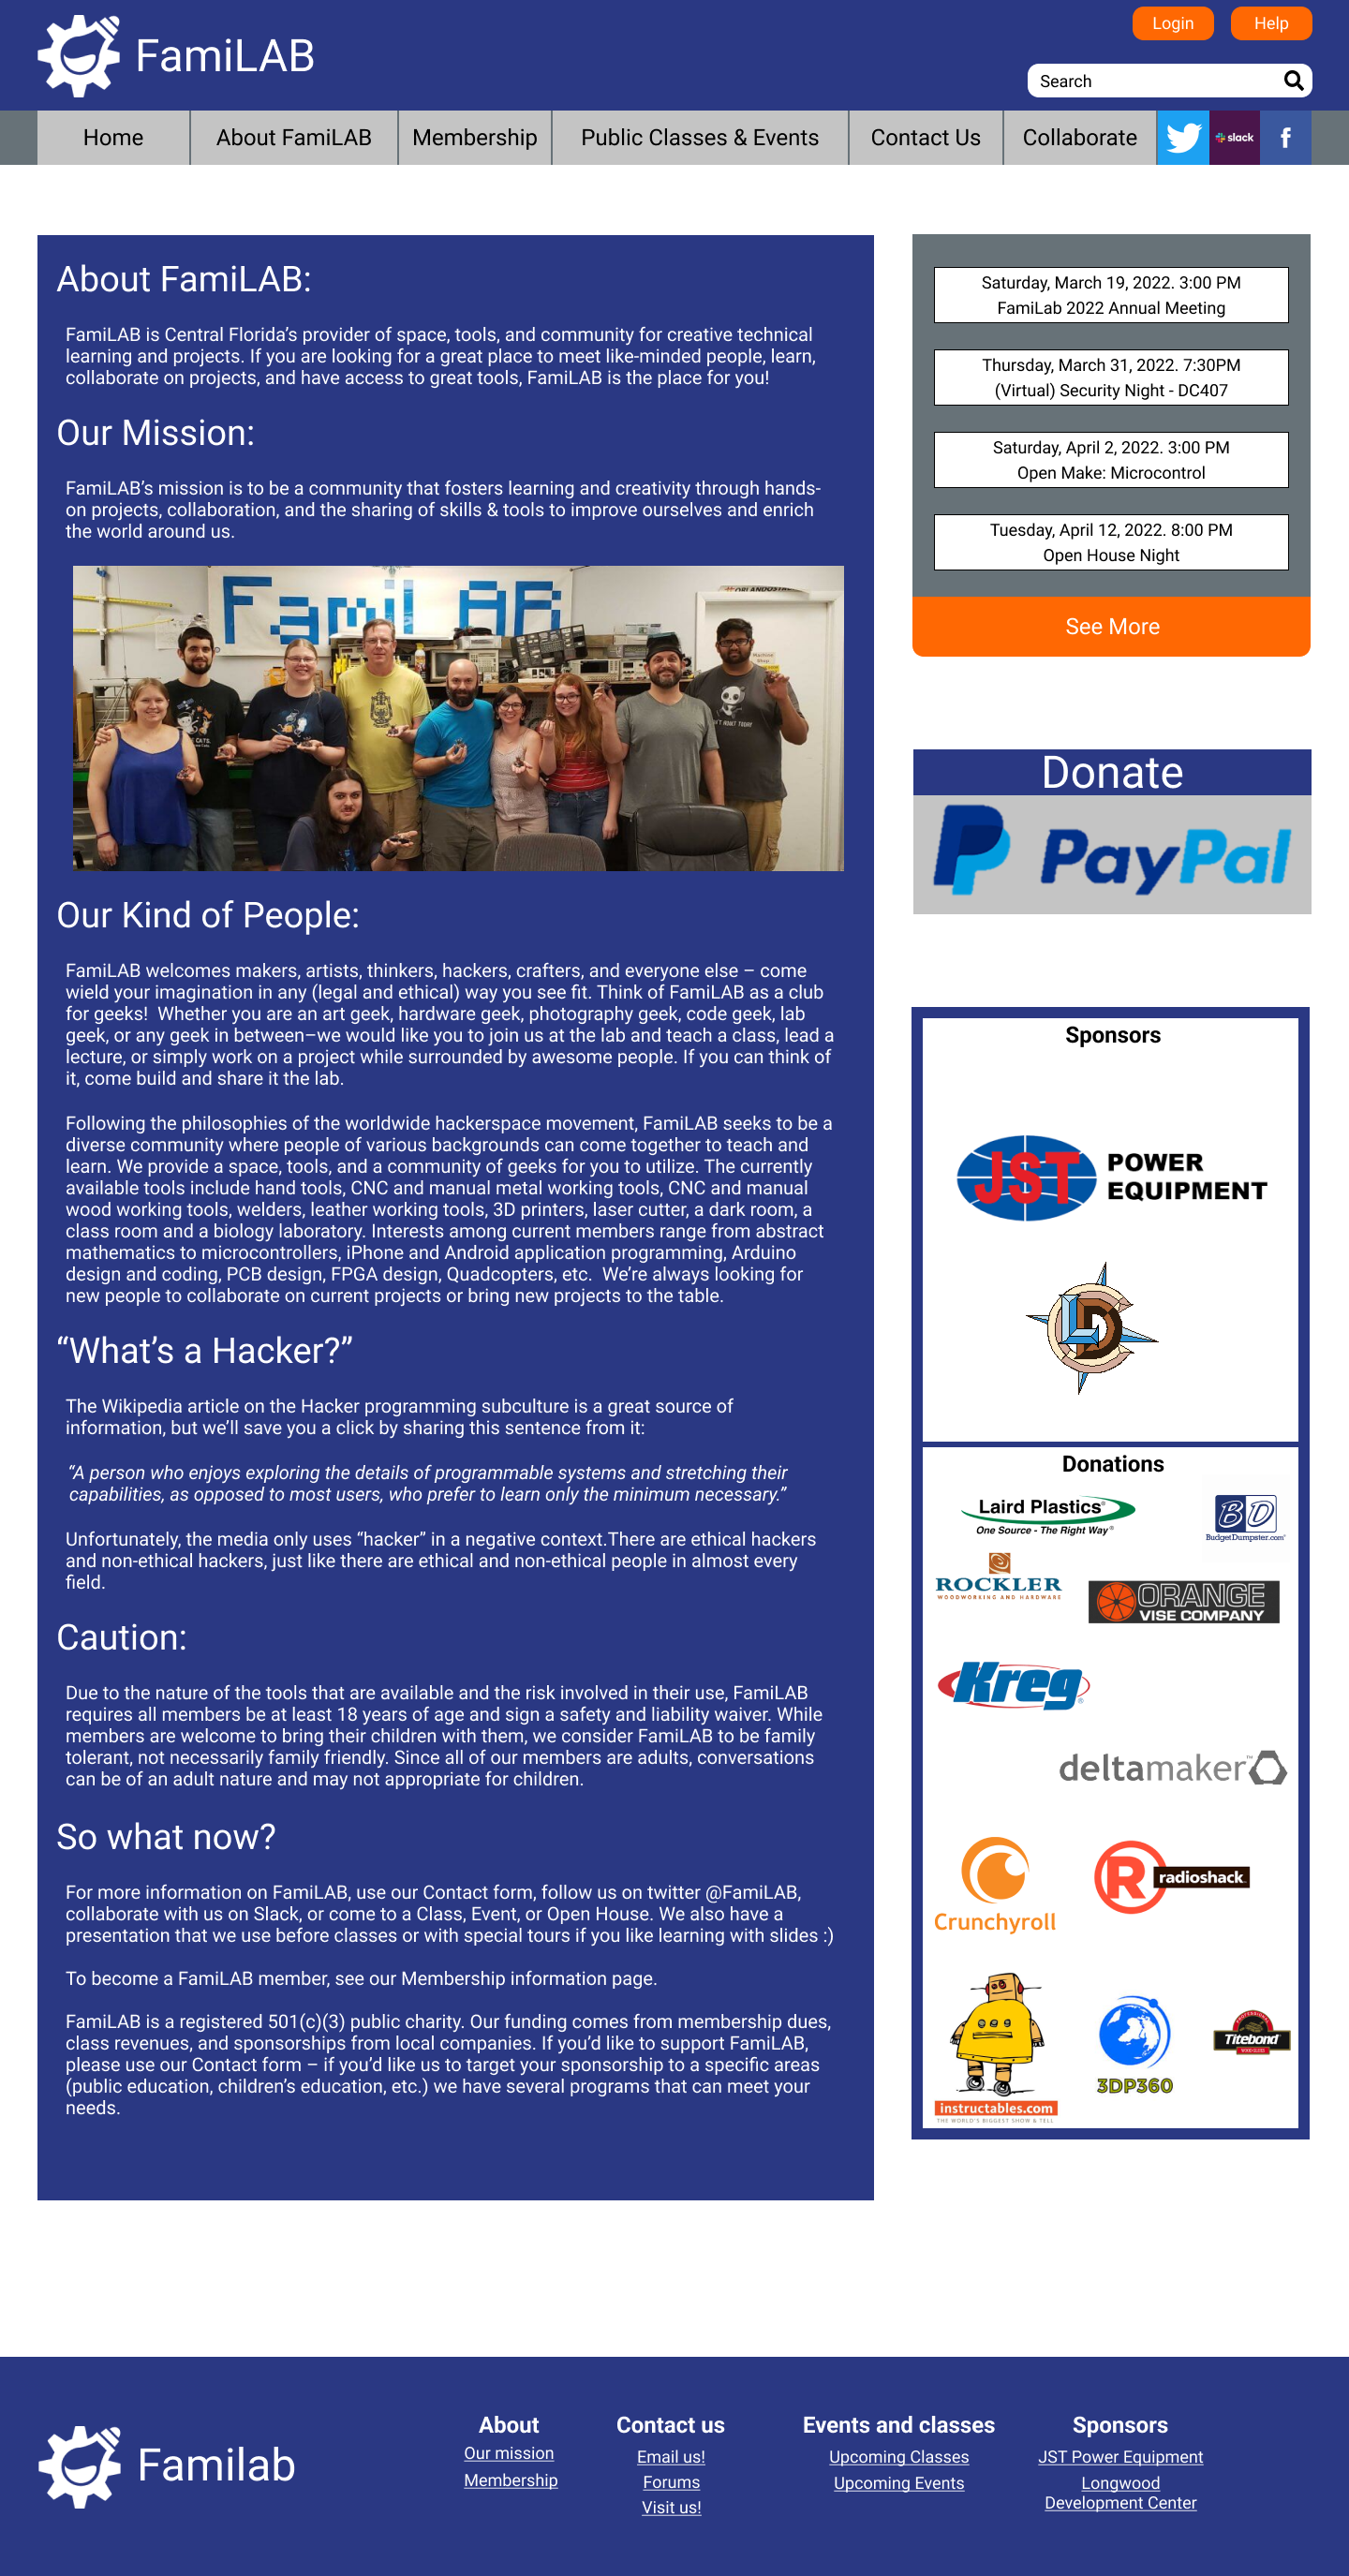 FamiLAB
Login
Help
Search
Home
About FamiLAB
Membership
Public Classes & Events
Contact Us
Collaborate
slack
f
About FamiLAB:
FamiLAB is Central Florida’s provider of space, tools, and community for creative technical
learning and projects. If you are looking for a great place to meet like-minded people, learn,
collaborate on projects, and have access to great tools, FamiLAB is the place for you!
Our Mission:
FamiLAB’s mission is to be a community that fosters learning and creativity through hands-
on projects, collaboration, and the sharing of skills & tools to improve ourselves and enrich
the world around us.
Fami LAB
Machine
Shop
Our Kind of People:
FamiLAB welcomes makers, artists, thinkers, hackers, crafters, and everyone else – come
wield your imagination in any (legal and ethical) way you see fit. Think of FamiLAB as a club
for geeks!  Whether you are an art geek, hardware geek, photography geek, code geek, lab
geek, or any geek in between–we would like you to join us at the lab and teach a class, lead a
lecture, or simply work on a project while surrounded by awesome people. If you can think of
it, come build and share it the lab.
Following the philosophies of the worldwide hackerspace movement, FamiLAB seeks to be a
diverse community where people of various backgrounds can come together to teach and
learn. We provide a space, tools, and a community of geeks for you to utilize. The currently
available tools include hand tools, CNC and manual metal working tools, CNC and manual
wood working tools, welders, leather working tools, 3D printers, laser cutter, a dark room, a
class room and a biology laboratory. Interests among current members range from abstract
mathematics to microcontrollers, iPhone and Android application programming, Arduino
design and coding, PCB design, FPGA design, Quadcopters, etc.  We’re always looking for
new people to collaborate on current projects or bring new projects to the table.
“What’s a Hacker?”
The Wikipedia article on the Hacker programming subculture is a great source of
information, but we’ll save you a click by sharing this sentence from it:
“A person who enjoys exploring the details of programmable systems and stretching their
capabilities, as opposed to most users, who prefer to learn only the minimum necessary.”
Unfortunately, the media only uses “hacker” in a negative context.There are ethical hackers
and non-ethical hackers, just like there are ethical and non-ethical people in almost every
field.
Caution:
Due to the nature of the tools that are available and the risk involved in their use, FamiLAB
requires all members be at least 18 years of age and sign a safety and liability waiver. While
members are welcome to bring their children with them, we consider FamiLAB to be family
tolerant, not necessarily family friendly. Since all of our members are adults, conversations
can be of an adult nature and may not appropriate for children.
So what now?
For more information on FamiLAB, use our Contact form, follow us on twitter @FamiLAB,
collaborate with us on Slack, or come to a Class, Event, or Open House. We also have a
presentation that we use before classes or with special tours if you like learning with slides :)
To become a FamiLAB member, see our Membership information page.
FamiLAB is a registered 501(c)(3) public charity. Our funding comes from membership dues,
class revenues, and sponsorships from local companies. If you’d like to support FamiLAB,
please use our Contact form – if you’d like us to target your sponsorship to a specific areas
(public education, children’s education, etc.) we have several programs that can meet your
needs.
Saturday, March 19, 2022. 3:00 PM
FamiLab 2022 Annual Meeting
Thursday, March 31, 2022. 7:30PM
(Virtual) Security Night - DC407
Saturday, April 2, 2022. 3:00 PM
Open Make: Microcontrol
Tuesday, April 12, 2022. 8:00 PM
Open House Night
See More
Donate
P PayPal
Sponsors
JST POWER
EQUIPMENT
LDC
Donations
Laird Plastics®
One Source - The Right Way®
BD
BudgetDumpster.com
ROCKLER
WOODWORKING AND HARDWARE
ORANGE
VISE COMPANY
Kreg®
deltamaker™
Crunchyroll
R radioshack
instructables.com
THE WORLD'S BIGGEST SHOW & TELL
3DP360
Titebond
Familab
About
Our mission
Membership
Contact us
Email us!
Forums
Visit us!
Events and classes
Upcoming Classes
Upcoming Events
Sponsors
JST Power Equipment
Longwood
Development Center